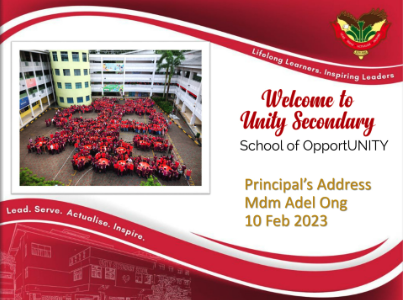 Lifelong Learners. Inspiring Leaders
Welcome to
Unity Secondary
School of OpportUNITY
Principal's Address
Mdm Adel Ong
10 Feb 2023
Lead. Serve. Actualise. Inspire.